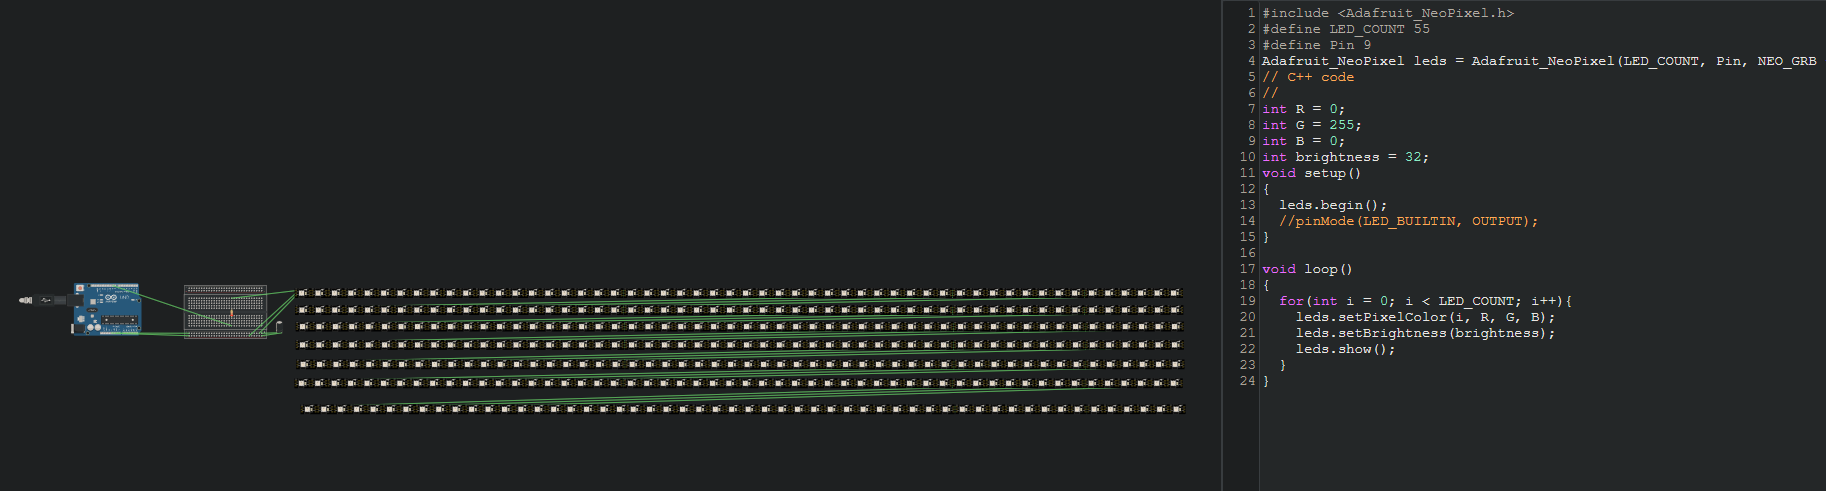 1 #include <Adafruit_NeoPixel.h>
2 #define LED_COUNT 55
3 #define Pin 9
4 Adafruit_NeoPixel leds = Adafruit_NeoPixel(LED_COUNT, Pin, NEO_GRB
5 // C++ code
6 //
7 int R = 0;
8 int G = 255;
9 int B = 0;
10 int brightness = 32;
11 void setup()
12 {
13   leds.begin();
14   //pinMode(LED_BUILTIN, OUTPUT);
15 }
16
17 void loop()
18 {
19   for(int i = 0; i < LED_COUNT; i++){
20     leds.setPixelColor(i, R, G, B);
21     leds.setBrightness(brightness);
22     leds.show();
23   }
24 }